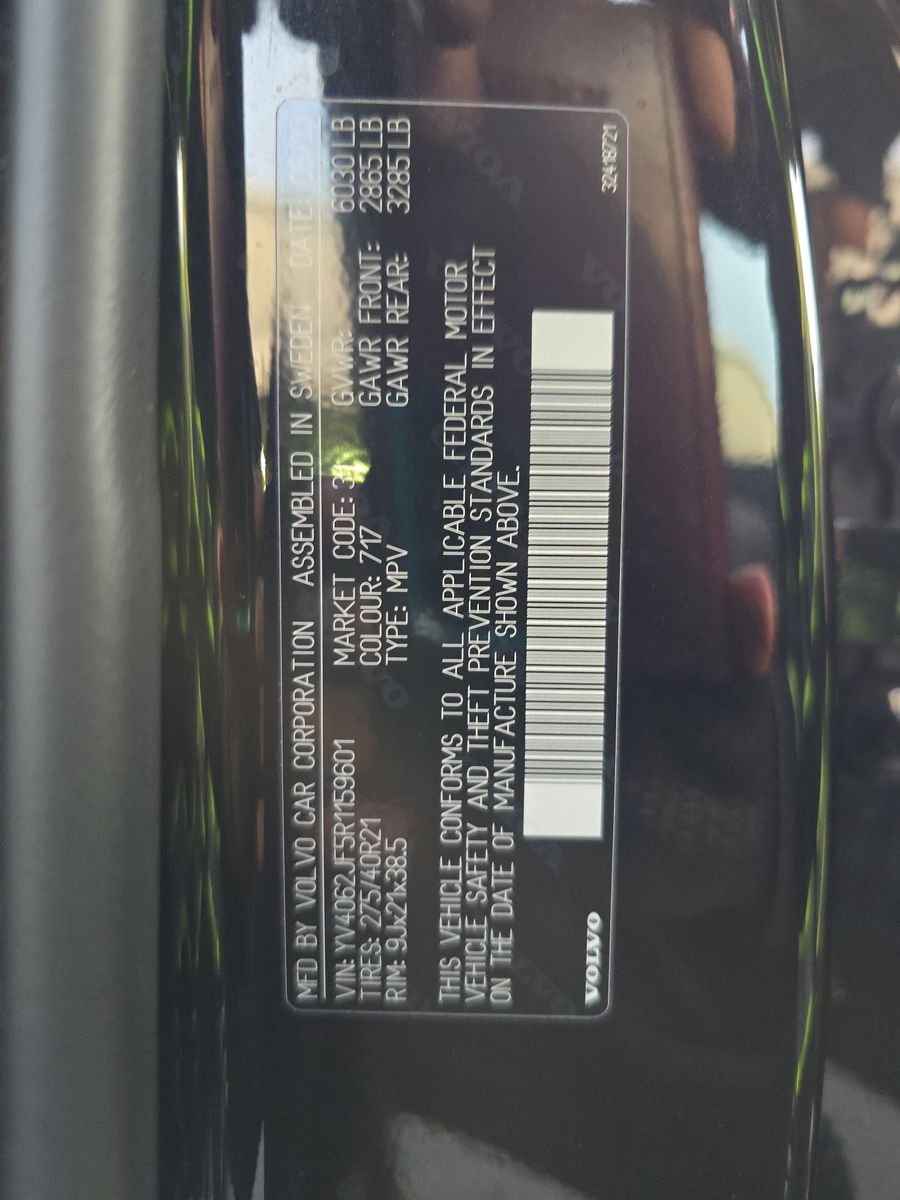 MFD BY VOLVO CAR CORPORATION ASSEMBLED IN SWEDEN DATE:
VIN: YV4062JF5R1159601 MARKET CODE: GVWR: 6030 LB
TIRES: 275/40R21 COLOUR: 717 GAWR FRONT: 2865 LB
RIM: 9Jx21x38.5 TYPE: MPV GAWR REAR: 3285 LB
THIS VEHICLE CONFORMS TO ALL APPLICABLE FEDERAL MOTOR
VEHICLE SAFETY AND THEFT PREVENTION STANDARDS IN EFFECT
ON THE DATE OF MANUFACTURE SHOWN ABOVE.
VOLVO 32418721